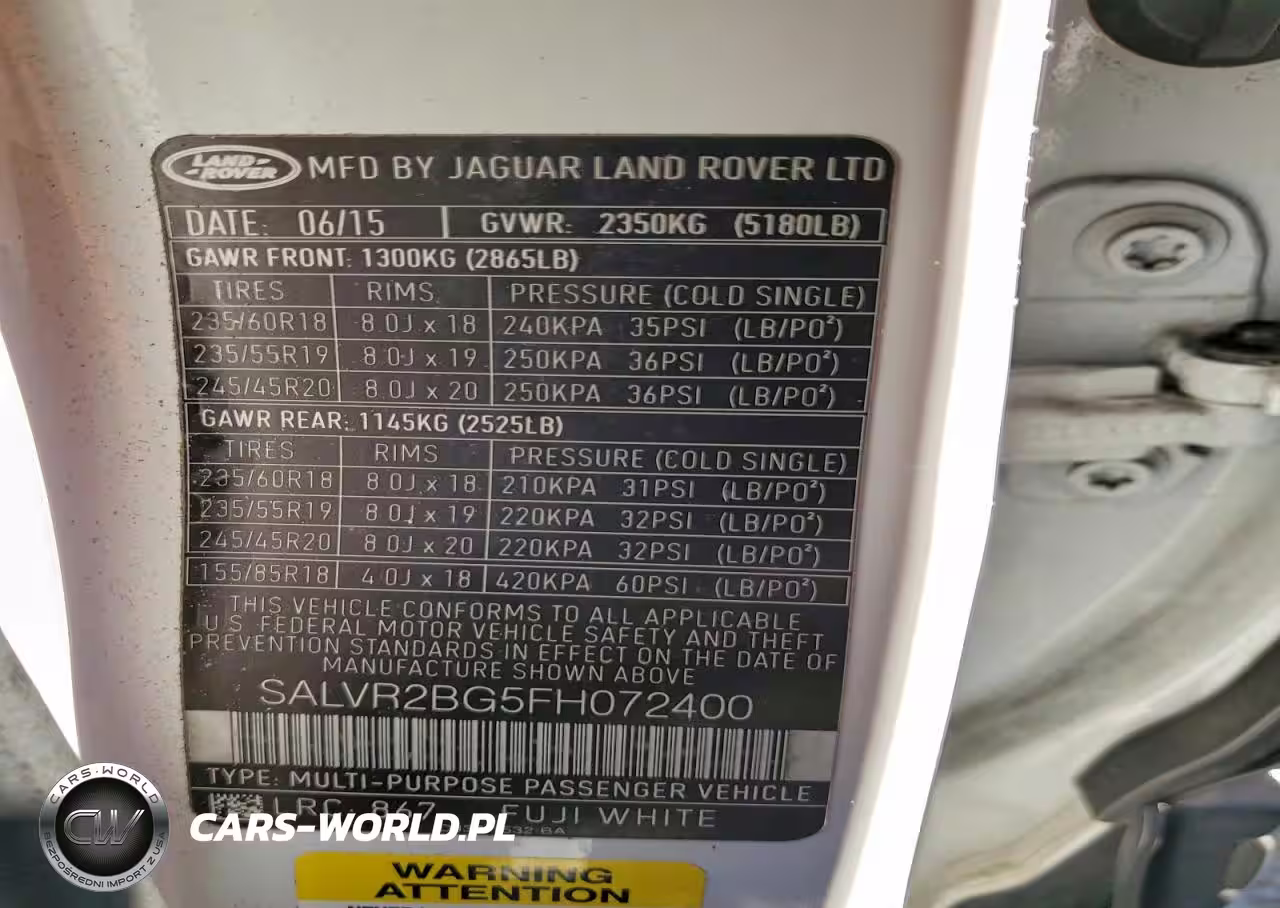 LAND ROVER MFD BY JAGUAR LAND ROVER LTD
DATE: 06/15 GVWR: 2350KG (5180LB)
GAWR FRONT: 1300KG (2865LB)
TIRES RIMS PRESSURE (COLD SINGLE)
235/60R18 8.0J x 18 240KPA 35PSI (LB/PO²)
235/55R19 8.0J x 19 250KPA 36PSI (LB/PO²)
245/45R20 8.0J x 20 250KPA 36PSI (LB/PO²)
GAWR REAR: 1145KG (2525LB)
TIRES RIMS PRESSURE (COLD SINGLE)
235/60R18 8.0J x 18 210KPA 31PSI (LB/PO²)
235/55R19 8.0J x 19 220KPA 32PSI (LB/PO²)
245/45R20 8.0J x 20 220KPA 32PSI (LB/PO²)
155/85R18 4.0J x 18 420KPA 60PSI (LB/PO²)
THIS VEHICLE CONFORMS TO ALL APPLICABLE
U.S. FEDERAL MOTOR VEHICLE SAFETY AND THEFT
PREVENTION STANDARDS IN EFFECT ON THE DATE OF
MANUFACTURE SHOWN ABOVE
SALVR2BG5FH072400
TYPE: MULTI-PURPOSE PASSENGER VEHICLE
LRC: 867 FUJI WHITE
CARS-WORLD
CW
BEZPOŚREDNI IMPORT Z USA
CARS-WORLD.PL
WARNING
ATTENTION